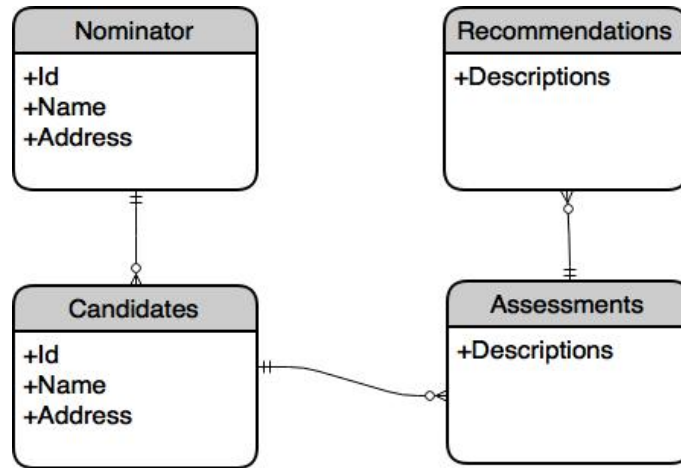 Nominator
+Id
+Name
+Address
Recommendations
+Descriptions
Candidates
+Id
+Name
+Address
Assessments
+Descriptions